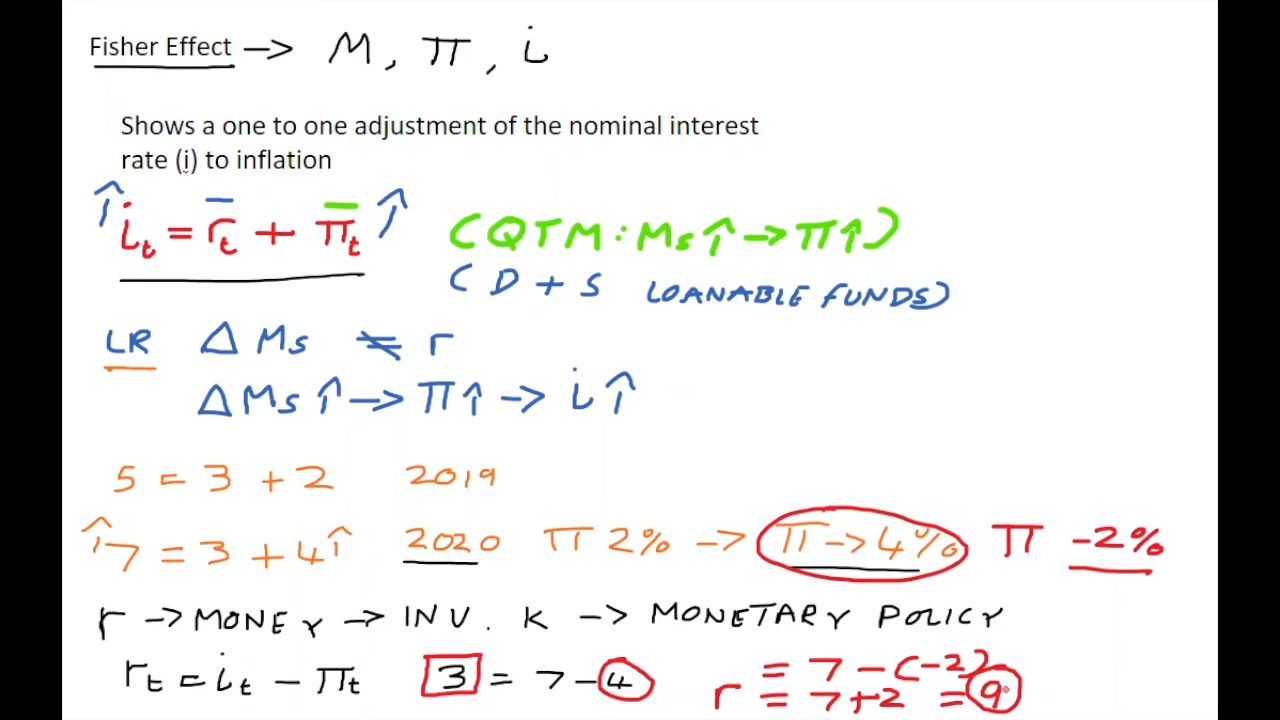 Fisher Effect -> M, π, i
Shows a one to one adjustment of the nominal interest
rate (i) to inflation
↑ i_t = r̅_t + π̅_t ↑ (QTM: Ms↑ -> π↑)
(D + S LOANABLE FUNDS)
LR Δ Ms ≠ r
Δ Ms ↑ -> π↑ -> i ↑
5 = 3 + 2 2019
↑7 = 3 + 4↑ 2020 π 2% -> π -> 4% π -2%
r -> MONEY -> INV. K -> MONETARY POLICY
r_t = i_t - π_t 3 = 7 - 4 = 7 - (-2)
r = 7 + 2 = 9